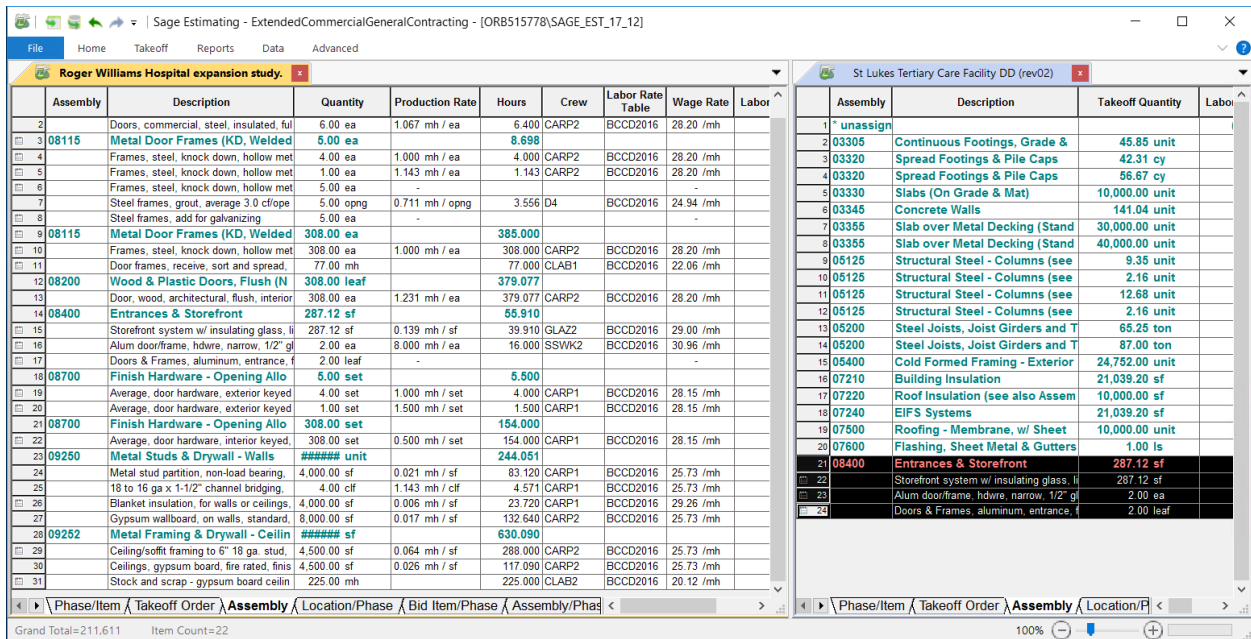 Sage Estimating - ExtendedCommercialGeneralContracting - [ORB515778\SAGE_EST_17_12]
File Home Takeoff Reports Data Advanced
Roger Williams Hospital expansion study. x
Assembly Description Quantity Production Rate Hours Crew Labor Rate Table Wage Rate Labor
2 Doors, commercial, steel, insulated, ful 6.00 ea 1.067 mh / ea 6.400 CARP2 BCCD2016 28.20 /mh
3 08115 Metal Door Frames (KD, Welded 5.00 ea 8.698
4 Frames, steel, knock down, hollow met 4.00 ea 1.000 mh / ea 4.000 CARP2 BCCD2016 28.20 /mh
5 Frames, steel, knock down, hollow met 1.00 ea 1.143 mh / ea 1.143 CARP2 BCCD2016 28.20 /mh
6 Frames, steel, knock down, hollow met 5.00 ea - -
7 Steel frames, grout, average 3.0 cf/ope 5.00 opng 0.711 mh / opng 3.556 D4 BCCD2016 24.94 /mh
8 Steel frames, add for galvanizing 5.00 ea - -
9 08115 Metal Door Frames (KD, Welded 308.00 ea 385.000
10 Frames, steel, knock down, hollow met 308.00 ea 1.000 mh / ea 308.000 CARP2 BCCD2016 28.20 /mh
11 Door frames, receive, sort and spread, 77.00 mh 77.000 CLAB1 BCCD2016 22.06 /mh
12 08200 Wood & Plastic Doors, Flush (N 308.00 leaf 379.077
13 Door, wood, architectural, flush, interior 308.00 ea 1.231 mh / ea 379.077 CARP2 BCCD2016 28.20 /mh
14 08400 Entrances & Storefront 287.12 sf 55.910
15 Storefront system w/ insulating glass, li 287.12 sf 0.139 mh / sf 39.910 GLAZ2 BCCD2016 29.00 /mh
16 Alum door/frame, hdwre, narrow, 1/2" gl 2.00 ea 8.000 mh / ea 16.000 SSWK2 BCCD2016 30.96 /mh
17 Doors & Frames, aluminum, entrance, f 2.00 leaf - -
18 08700 Finish Hardware - Opening Allo 5.00 set 5.500
19 Average, door hardware, exterior keyed 4.00 set 1.000 mh / set 4.000 CARP1 BCCD2016 28.15 /mh
20 Average, door hardware, exterior keyed 1.00 set 1.500 mh / set 1.500 CARP1 BCCD2016 28.15 /mh
21 08700 Finish Hardware - Opening Allo 308.00 set 154.000
22 Average, door hardware, interior keyed, 308.00 set 0.500 mh / set 154.000 CARP1 BCCD2016 28.15 /mh
23 09250 Metal Studs & Drywall - Walls ###### unit 244.051
24 Metal stud partition, non-load bearing, 4,000.00 sf 0.021 mh / sf 83.120 CARP1 BCCD2016 25.73 /mh
25 18 to 16 ga x 1-1/2" channel bridging, 4.00 clf 1.143 mh / clf 4.571 CARP1 BCCD2016 25.73 /mh
26 Blanket insulation, for walls or ceilings, 4,000.00 sf 0.006 mh / sf 23.720 CARP1 BCCD2016 29.26 /mh
27 Gypsum wallboard, on walls, standard, 8,000.00 sf 0.017 mh / sf 132.640 CARP2 BCCD2016 25.73 /mh
28 09252 Metal Framing & Drywall - Ceilin ###### sf 630.090
29 Ceiling/soffit framing to 6" 18 ga. stud, 4,500.00 sf 0.064 mh / sf 288.000 CARP2 BCCD2016 25.73 /mh
30 Ceilings, gypsum board, fire rated, finis 4,500.00 sf 0.026 mh / sf 117.090 CARP2 BCCD2016 25.73 /mh
31 Stock and scrap - gypsum board ceilin 225.00 mh 225.000 CLAB2 BCCD2016 20.12 /mh
Phase/Item Takeoff Order Assembly Location/Phase Bid Item/Phase Assembly/Phas
St Lukes Tertiary Care Facility DD (rev02) x
Assembly Description Takeoff Quantity Labor
1 * unassign
2 03305 Continuous Footings, Grade & 45.85 unit
3 03320 Spread Footings & Pile Caps 42.31 cy
4 03320 Spread Footings & Pile Caps 56.67 cy
5 03330 Slabs (On Grade & Mat) 10,000.00 unit
6 03345 Concrete Walls 141.04 unit
7 03355 Slab over Metal Decking (Stand 30,000.00 unit
8 03355 Slab over Metal Decking (Stand 40,000.00 unit
9 05125 Structural Steel - Columns (see 9.35 unit
10 05125 Structural Steel - Columns (see 2.16 unit
11 05125 Structural Steel - Columns (see 12.68 unit
12 05125 Structural Steel - Columns (see 2.16 unit
13 05200 Steel Joists, Joist Girders and T 65.25 ton
14 05200 Steel Joists, Joist Girders and T 87.00 ton
15 05400 Cold Formed Framing - Exterior 24,752.00 unit
16 07210 Building Insulation 21,039.20 sf
17 07220 Roof Insulation (see also Assem 10,000.00 sf
18 07240 EIFS Systems 21,039.20 sf
19 07500 Roofing - Membrane, w/ Sheet 10,000.00 unit
20 07600 Flashing, Sheet Metal & Gutters 1.00 ls
21 08400 Entrances & Storefront 287.12 sf
22 Storefront system w/ insulating glass, li 287.12 sf
23 Alum door/frame, hdwre, narrow, 1/2" gl 2.00 ea
24 Doors & Frames, aluminum, entrance, f 2.00 leaf
Phase/Item Takeoff Order Assembly Location/P
Grand Total=211,611 Item Count=22 100%